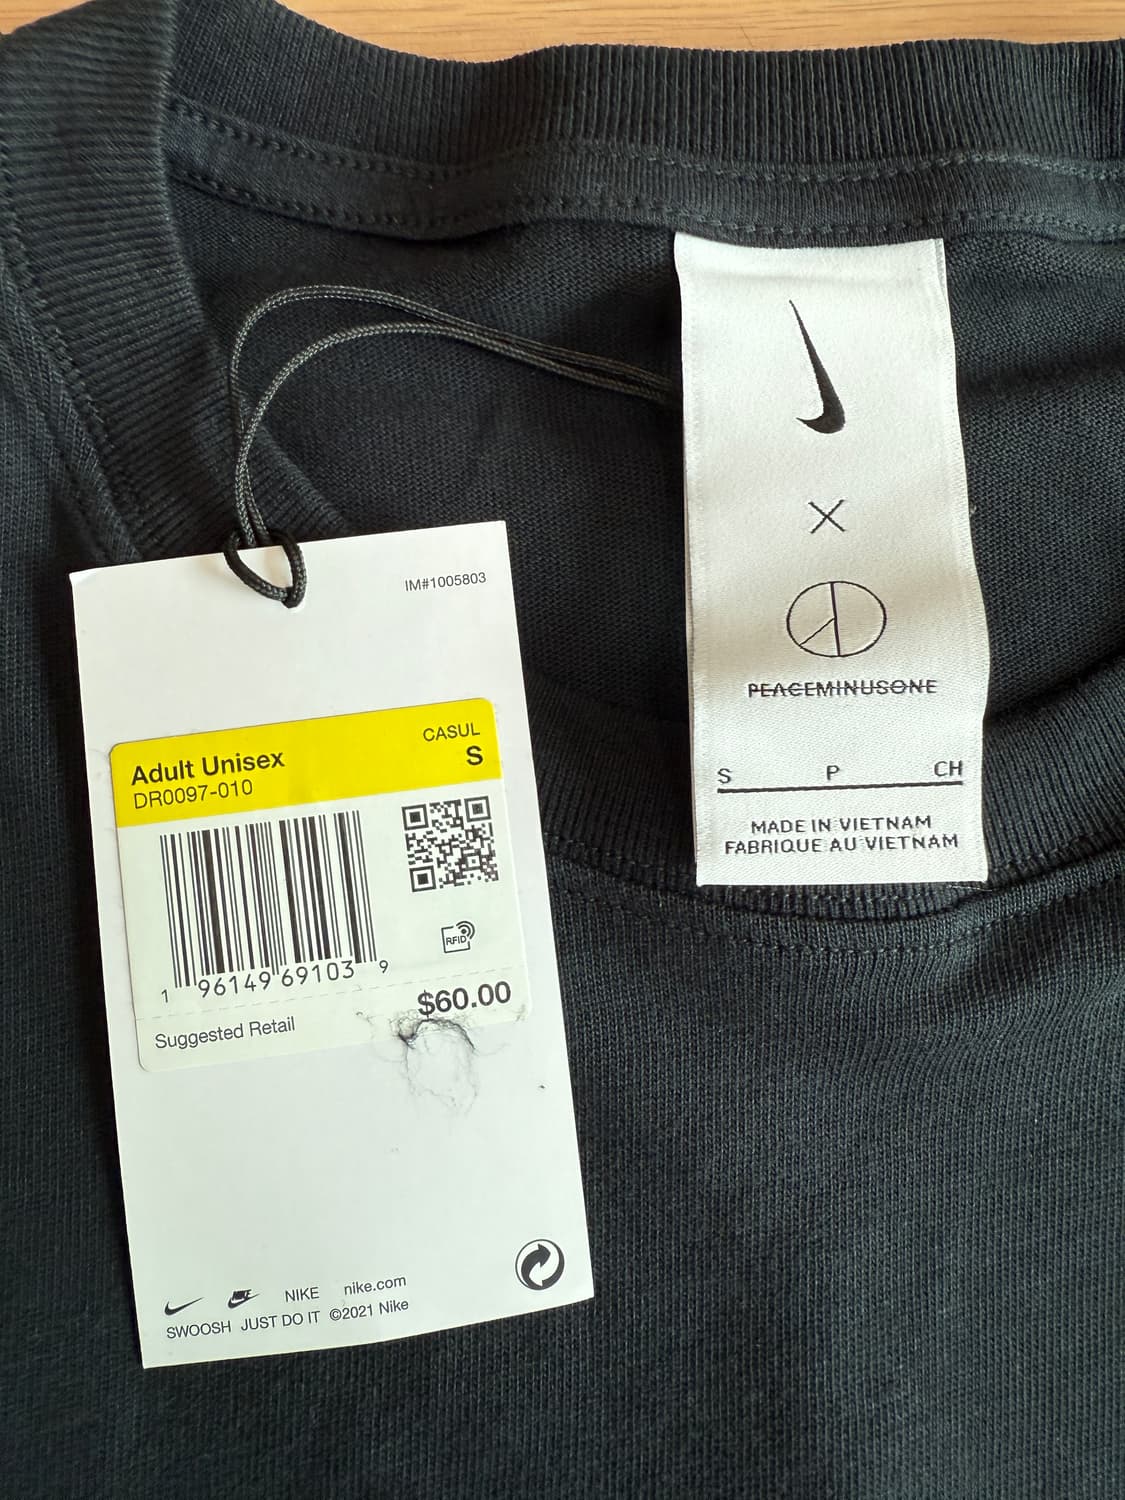 IM#1005803
Adult Unisex
DR0097-010
CASUL
S
1 96149 69103 9
RFID
$60.00
Suggested Retail
NIKE nike.com
SWOOSH JUST DO IT ©2021 Nike
×
PEACEMINUSONE
S P CH
MADE IN VIETNAM
FABRIQUE AU VIETNAM